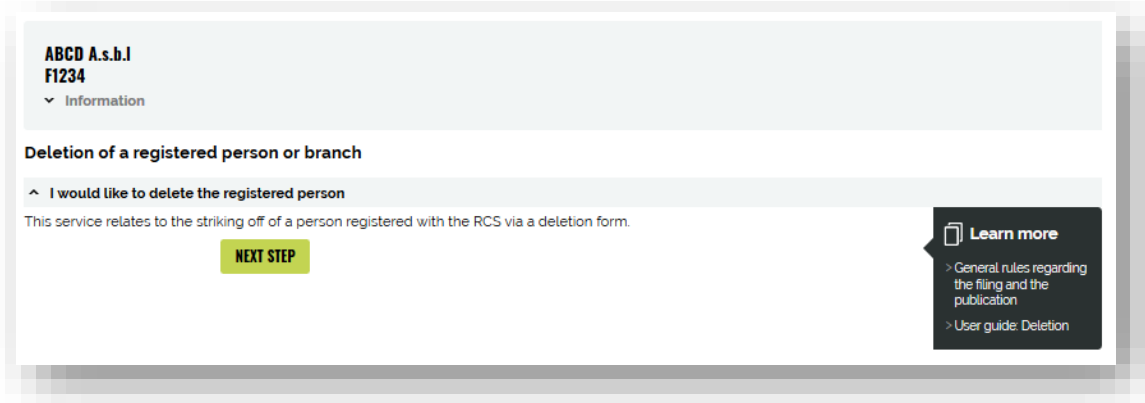 ABCD A.s.b.l
F1234
Information
Deletion of a registered person or branch
I would like to delete the registered person
This service relates to the striking off of a person registered with the RCS via a deletion form.
NEXT STEP
Learn more
> General rules regarding
the filing and the
publication
> User guide: Deletion